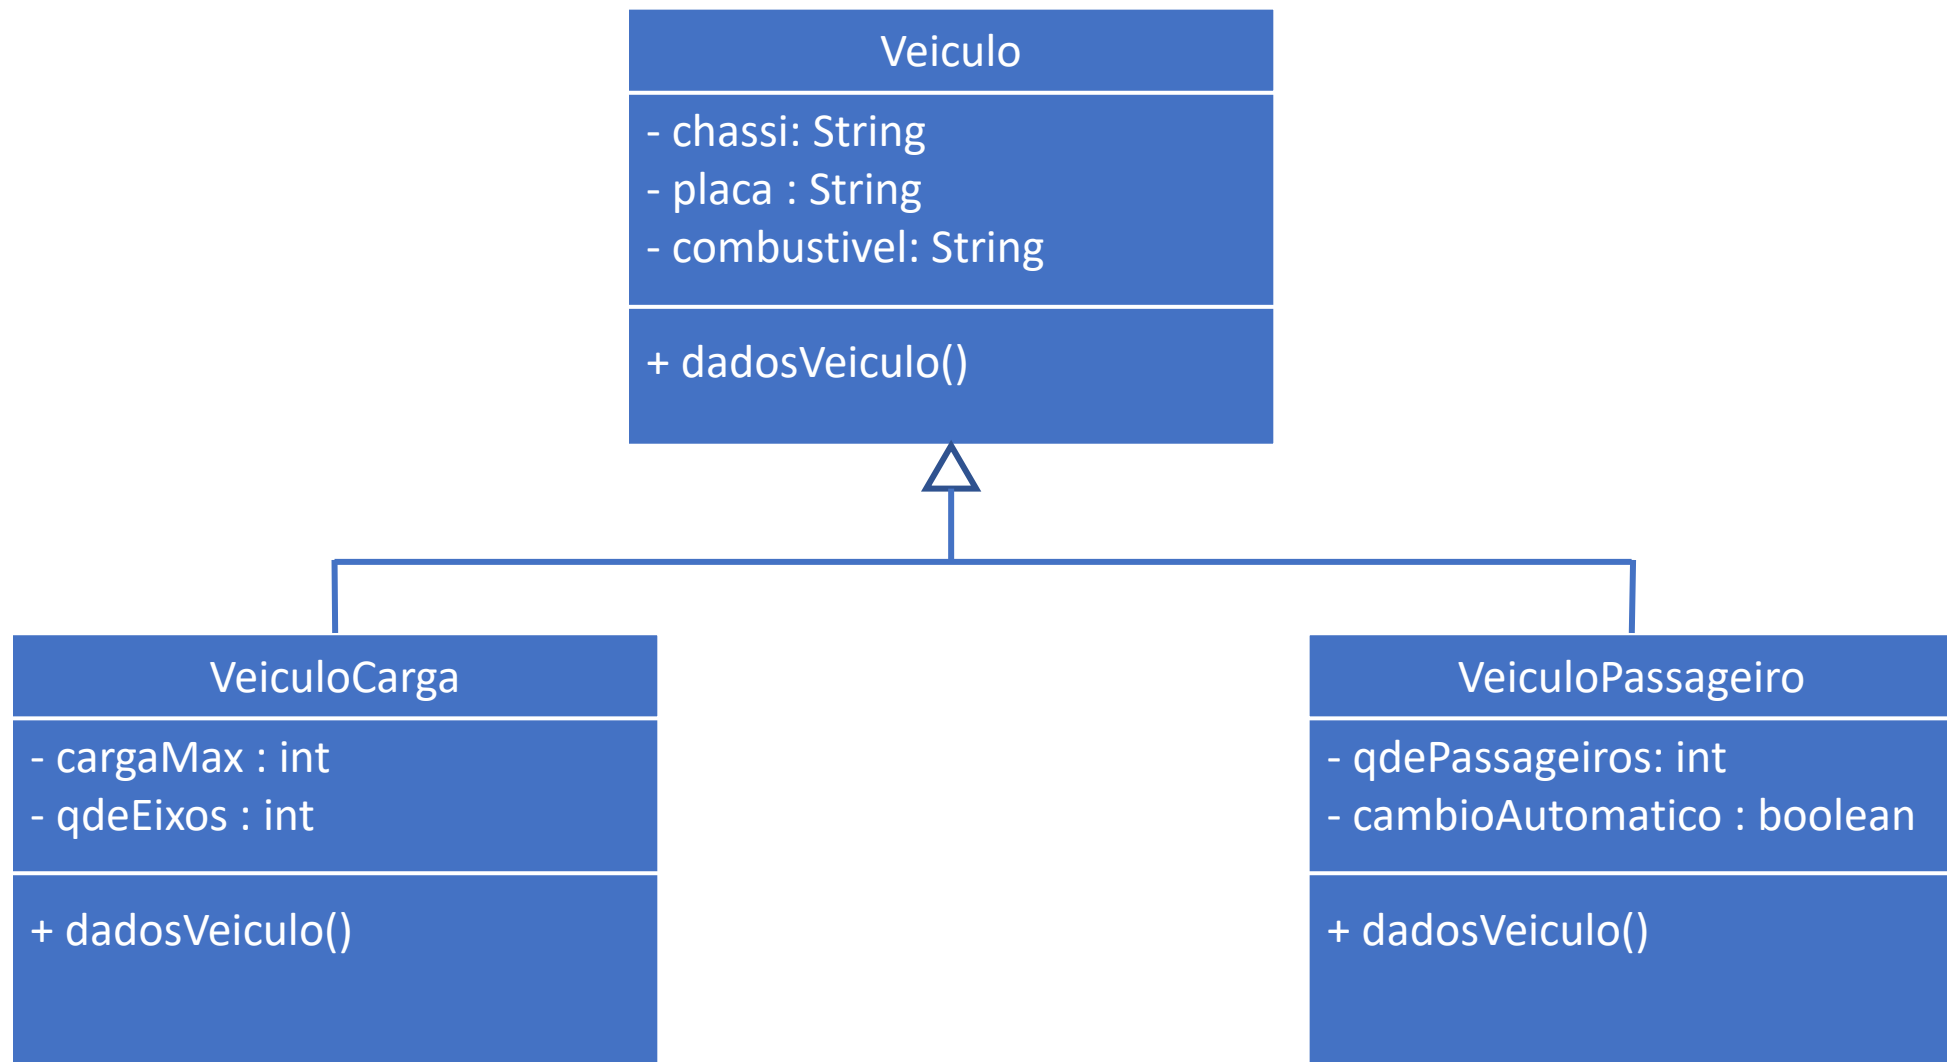 Veiculo
- chassi: String
- placa : String
- combustivel: String
+ dadosVeiculo()
VeiculoCarga
- cargaMax : int
- qdeEixos : int
+ dadosVeiculo()
VeiculoPassageiro
- qdePassageiros: int
- cambioAutomatico : boolean
+ dadosVeiculo()